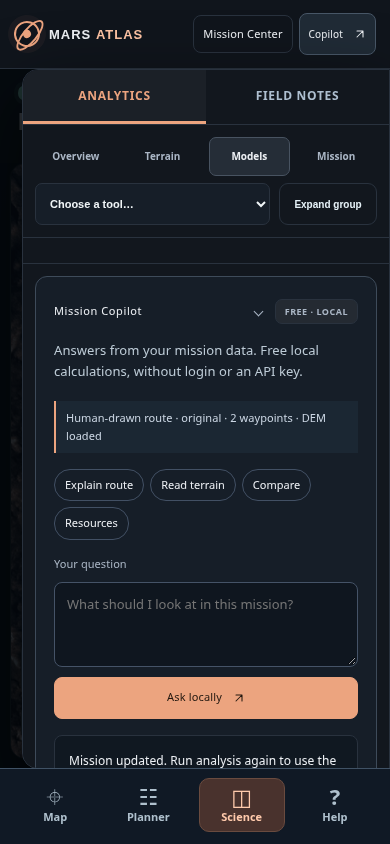 MARS ATLAS
Mission Center
Copilot
ANALYTICS
FIELD NOTES
Overview
Terrain
Models
Mission
Choose a tool...
Expand group
Mission Copilot
FREE · LOCAL
Answers from your mission data. Free local
calculations, without login or an API key.
Human-drawn route · original · 2 waypoints · DEM
loaded
Explain route
Read terrain
Compare
Resources
Your question
What should I look at in this mission?
Ask locally
Mission updated. Run analysis again to use the
Map
Planner
Science
? Help